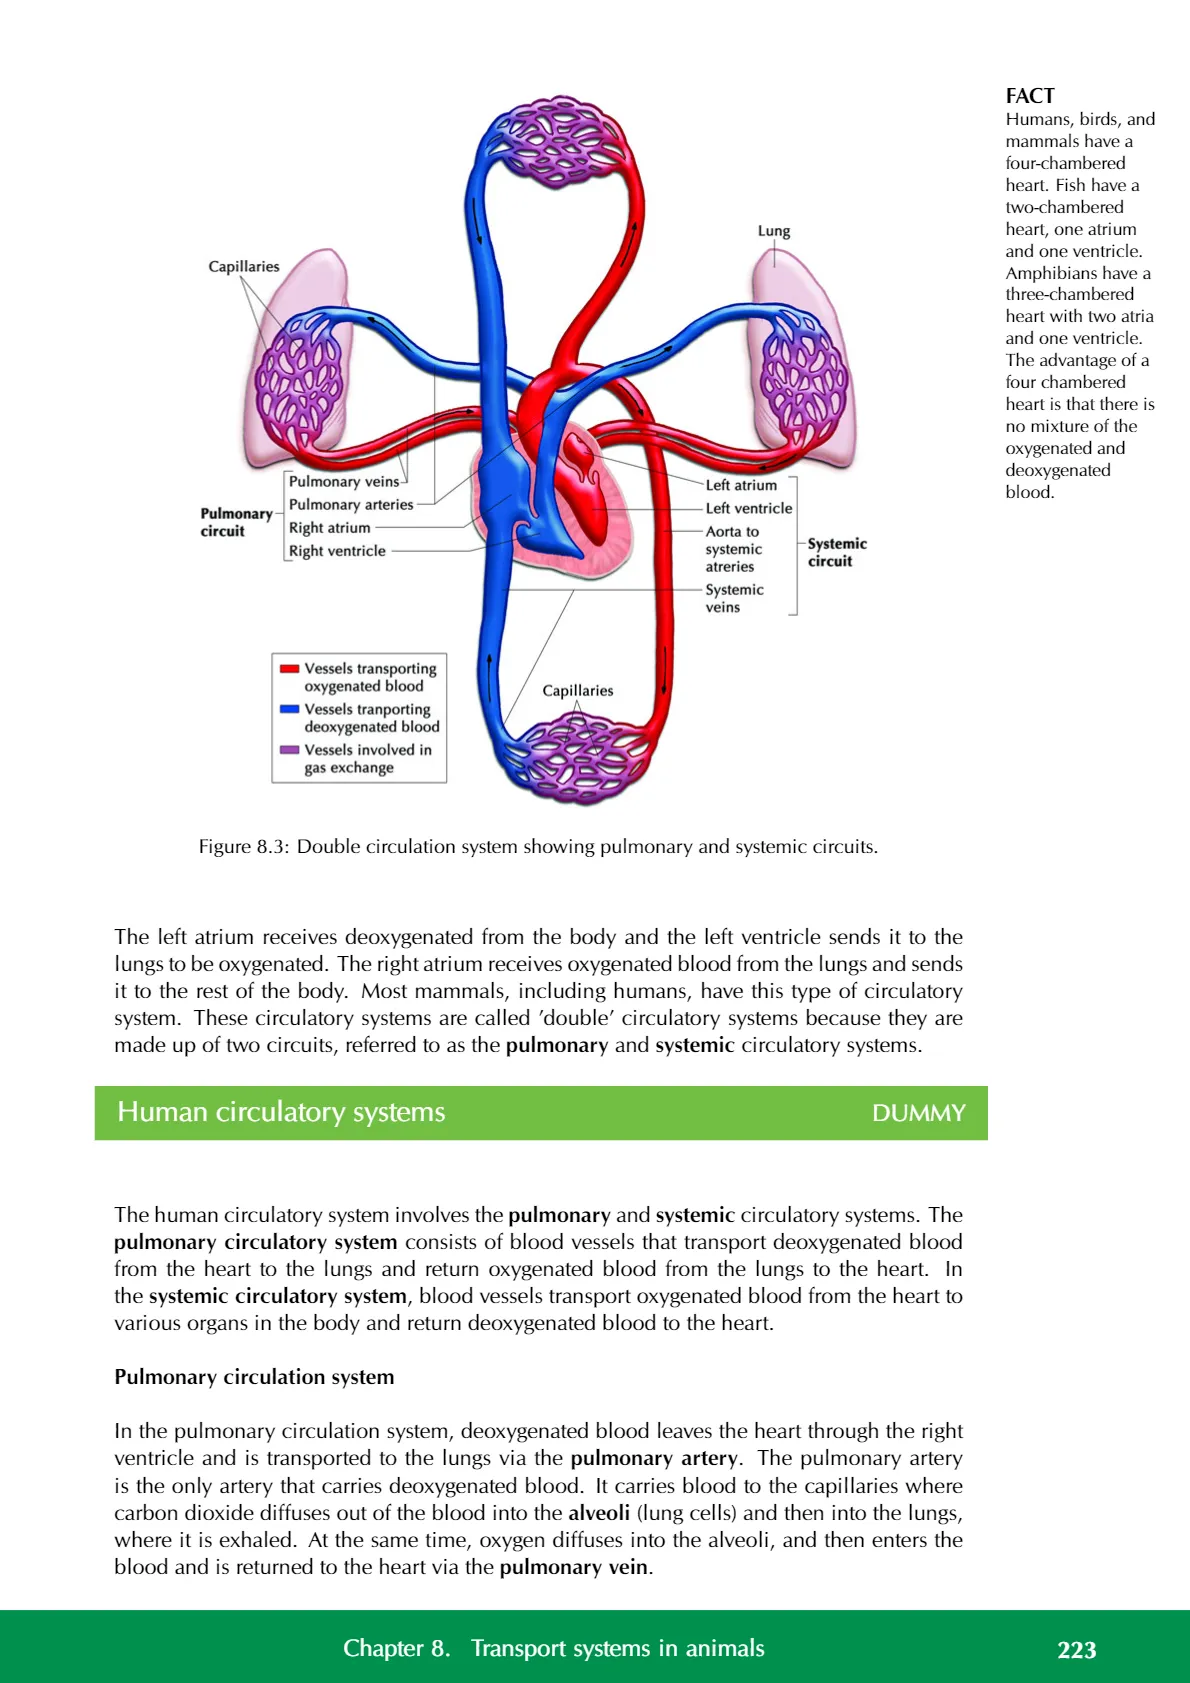 FACT
Humans, birds, and
mammals have a
four-chambered
heart. Fish have a
two-chambered
heart, one atrium
and one ventricle.
Amphibians have a
three-chambered
heart with two atria
and one ventricle.
The advantage of a
four chambered
heart is that there is
no mixture of the
oxygenated and
deoxygenated
blood.
Lung
Capillaries
Pulmonary circuit
Pulmonary veins
Pulmonary arteries
Right atrium
Right ventricle
Left atrium
Left ventricle
Aorta to
systemic
atreries
Systemic
veins
Systemic
circuit
Vessels transporting
oxygenated blood
Vessels tranporting
deoxygenated blood
Vessels involved in
gas exchange
Capillaries
Figure 8.3: Double circulation system showing pulmonary and systemic circuits.
The left atrium receives deoxygenated from the body and the left ventricle sends it to the
lungs to be oxygenated. The right atrium receives oxygenated blood from the lungs and sends
it to the rest of the body. Most mammals, including humans, have this type of circulatory
system. These circulatory systems are called ’double’ circulatory systems because they are
made up of two circuits, referred to as the pulmonary and systemic circulatory systems.
Human circulatory systems DUMMY
The human circulatory system involves the pulmonary and systemic circulatory systems. The
pulmonary circulatory system consists of blood vessels that transport deoxygenated blood
from the heart to the lungs and return oxygenated blood from the lungs to the heart. In
the systemic circulatory system, blood vessels transport oxygenated blood from the heart to
various organs in the body and return deoxygenated blood to the heart.
Pulmonary circulation system
In the pulmonary circulation system, deoxygenated blood leaves the heart through the right
ventricle and is transported to the lungs via the pulmonary artery. The pulmonary artery
is the only artery that carries deoxygenated blood. It carries blood to the capillaries where
carbon dioxide diffuses out of the blood into the alveoli (lung cells) and then into the lungs,
where it is exhaled. At the same time, oxygen diffuses into the alveoli, and then enters the
blood and is returned to the heart via the pulmonary vein.
Chapter 8. Transport systems in animals 223